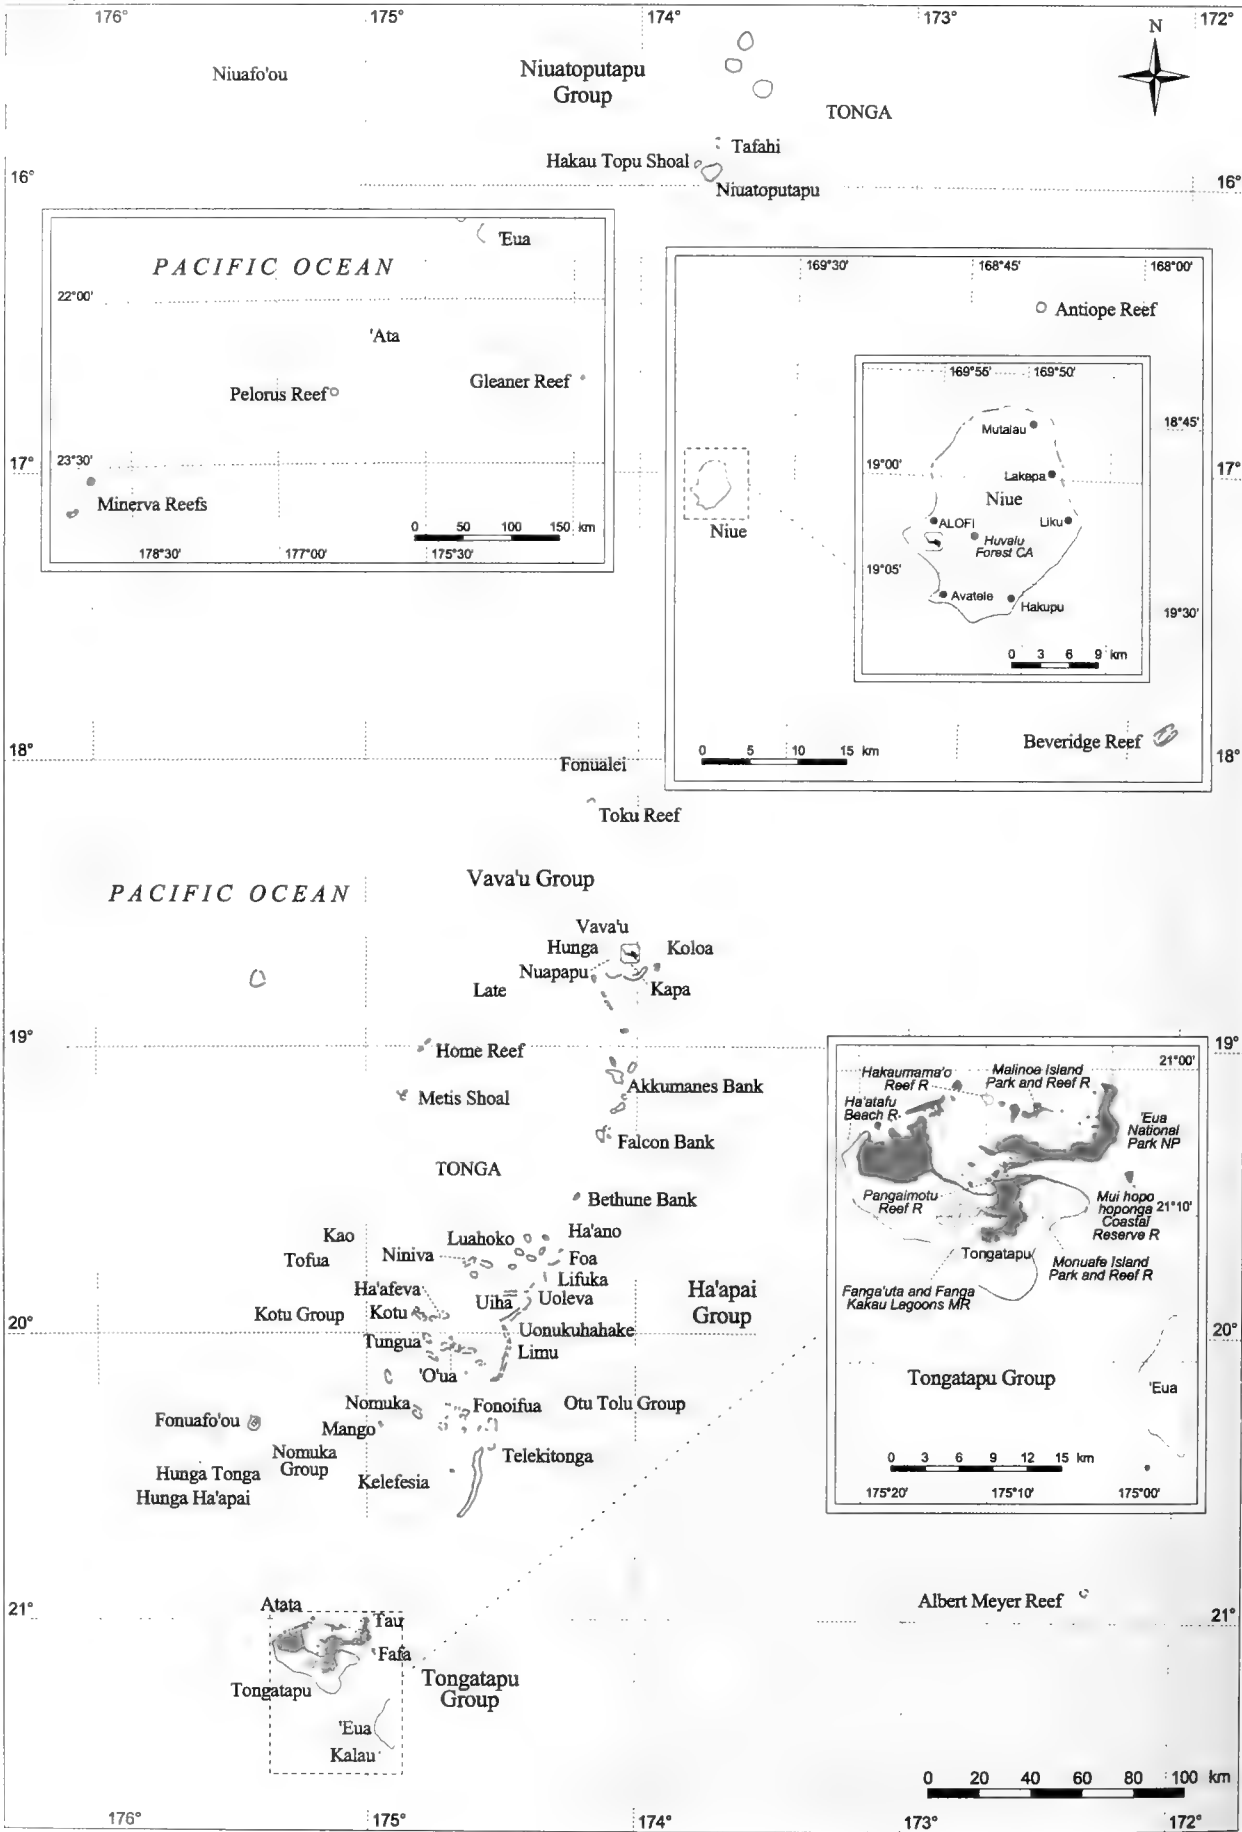 176° 175° 174° 173° 172°
N
Niuafo'ou
Niuatoputapu
Group
TONGA
Tafahi
Hakau Topu Shoal
Niuatoputapu
16° 16°
'Eua
PACIFIC OCEAN
22°00'
'Ata
Pelorus Reef
Gleaner Reef
23°30'
Minerva Reefs
0 50 100 150 km
178°30' 177°00' 175°30'
169°30' 168°45' 168°00'
Antiope Reef
169°55' 169°50'
Mutalau
18°45'
19°00'
Lakepa
Niue
ALOFI
Liku
Huvalu
Forest CA
19°05'
Avatele
Hakupu
19°30'
0 3 6 9 km
Niue
Beveridge Reef
0 5 10 15 km
17° 17°
18° 18°
Fonualei
Toku Reef
Vava'u Group
PACIFIC OCEAN
Vava'u
Hunga
Koloa
Nuapapu
Kapa
Late
19° 19°
Home Reef
Akkumanes Bank
Metis Shoal
Falcon Bank
TONGA
Bethune Bank
Kao
Luahoko
Ha'ano
Tofua
Niniva
Foa
Lifuka
Ha'afeva
Uiha
Uoleva
Ha'apai
Group
Kotu Group
Kotu
Uonukuhahake
20° 20°
Tungua
Limu
'O'ua
Nomuka
Fonoifua
Otu Tolu Group
Fonuafo'ou
Mango
Nomuka
Group
Telekitonga
Hunga Tonga
Kelefesia
Hunga Ha'apai
21°00'
Hakaumama'o
Reef R
Malinoa Island
Park and Reef R
Ha'atafu
Beach R
'Eua
National
Park NP
Pangaimotu
Reef R
Mui hopo
hoponga
Coastal
Reserve R
21°10'
Tongatapu
Monuafe Island
Park and Reef R
Fanga'uta and Fanga
Kakau Lagoons MR
Tongatapu Group
'Eua
0 3 6 9 12 15 km
175°20' 175°10' 175°00'
Albert Meyer Reef
21° 21°
Atata
Tau
Fafa
Tongatapu
Tongatapu
Group
'Eua
Kalau
0 20 40 60 80 100 km
176° 175° 174° 173° 172°